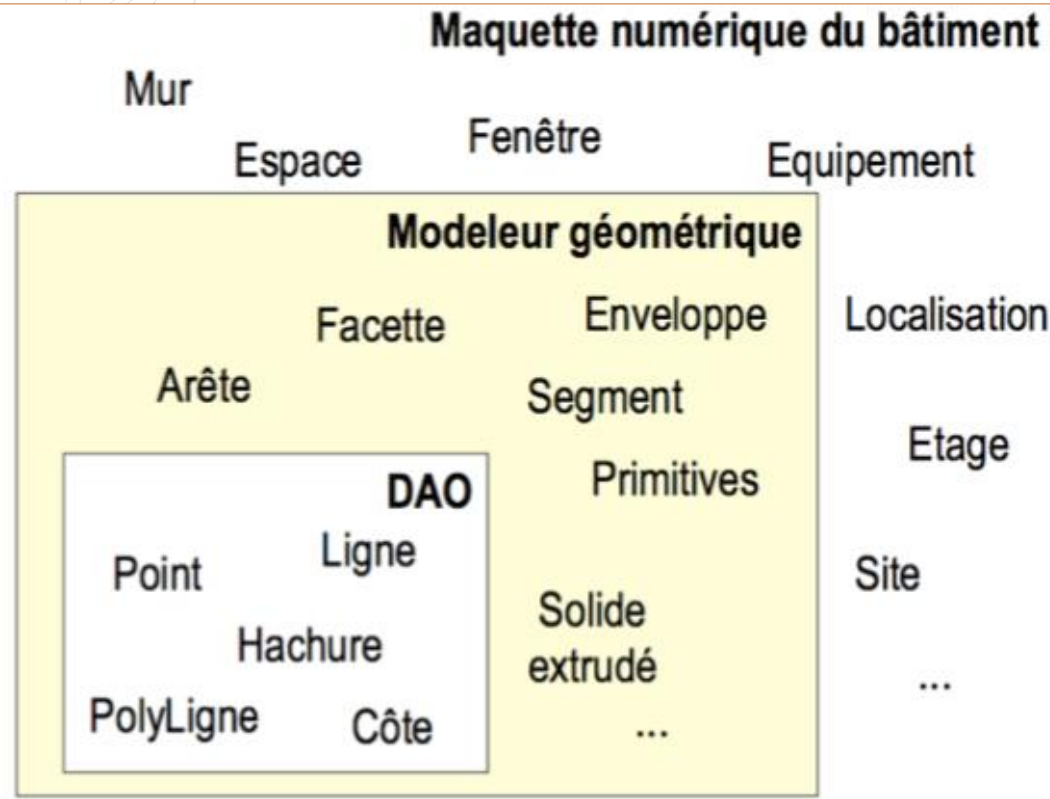 Maquette numérique du bâtiment
Mur
Fenêtre
Espace
Equipement
Modeleur géométrique
Facette
Enveloppe
Localisation
Arête
Segment
Etage
Primitives
DAO
Point
Ligne
Site
Hachure
Solide
extrudé
PolyLigne
Côte
...
...